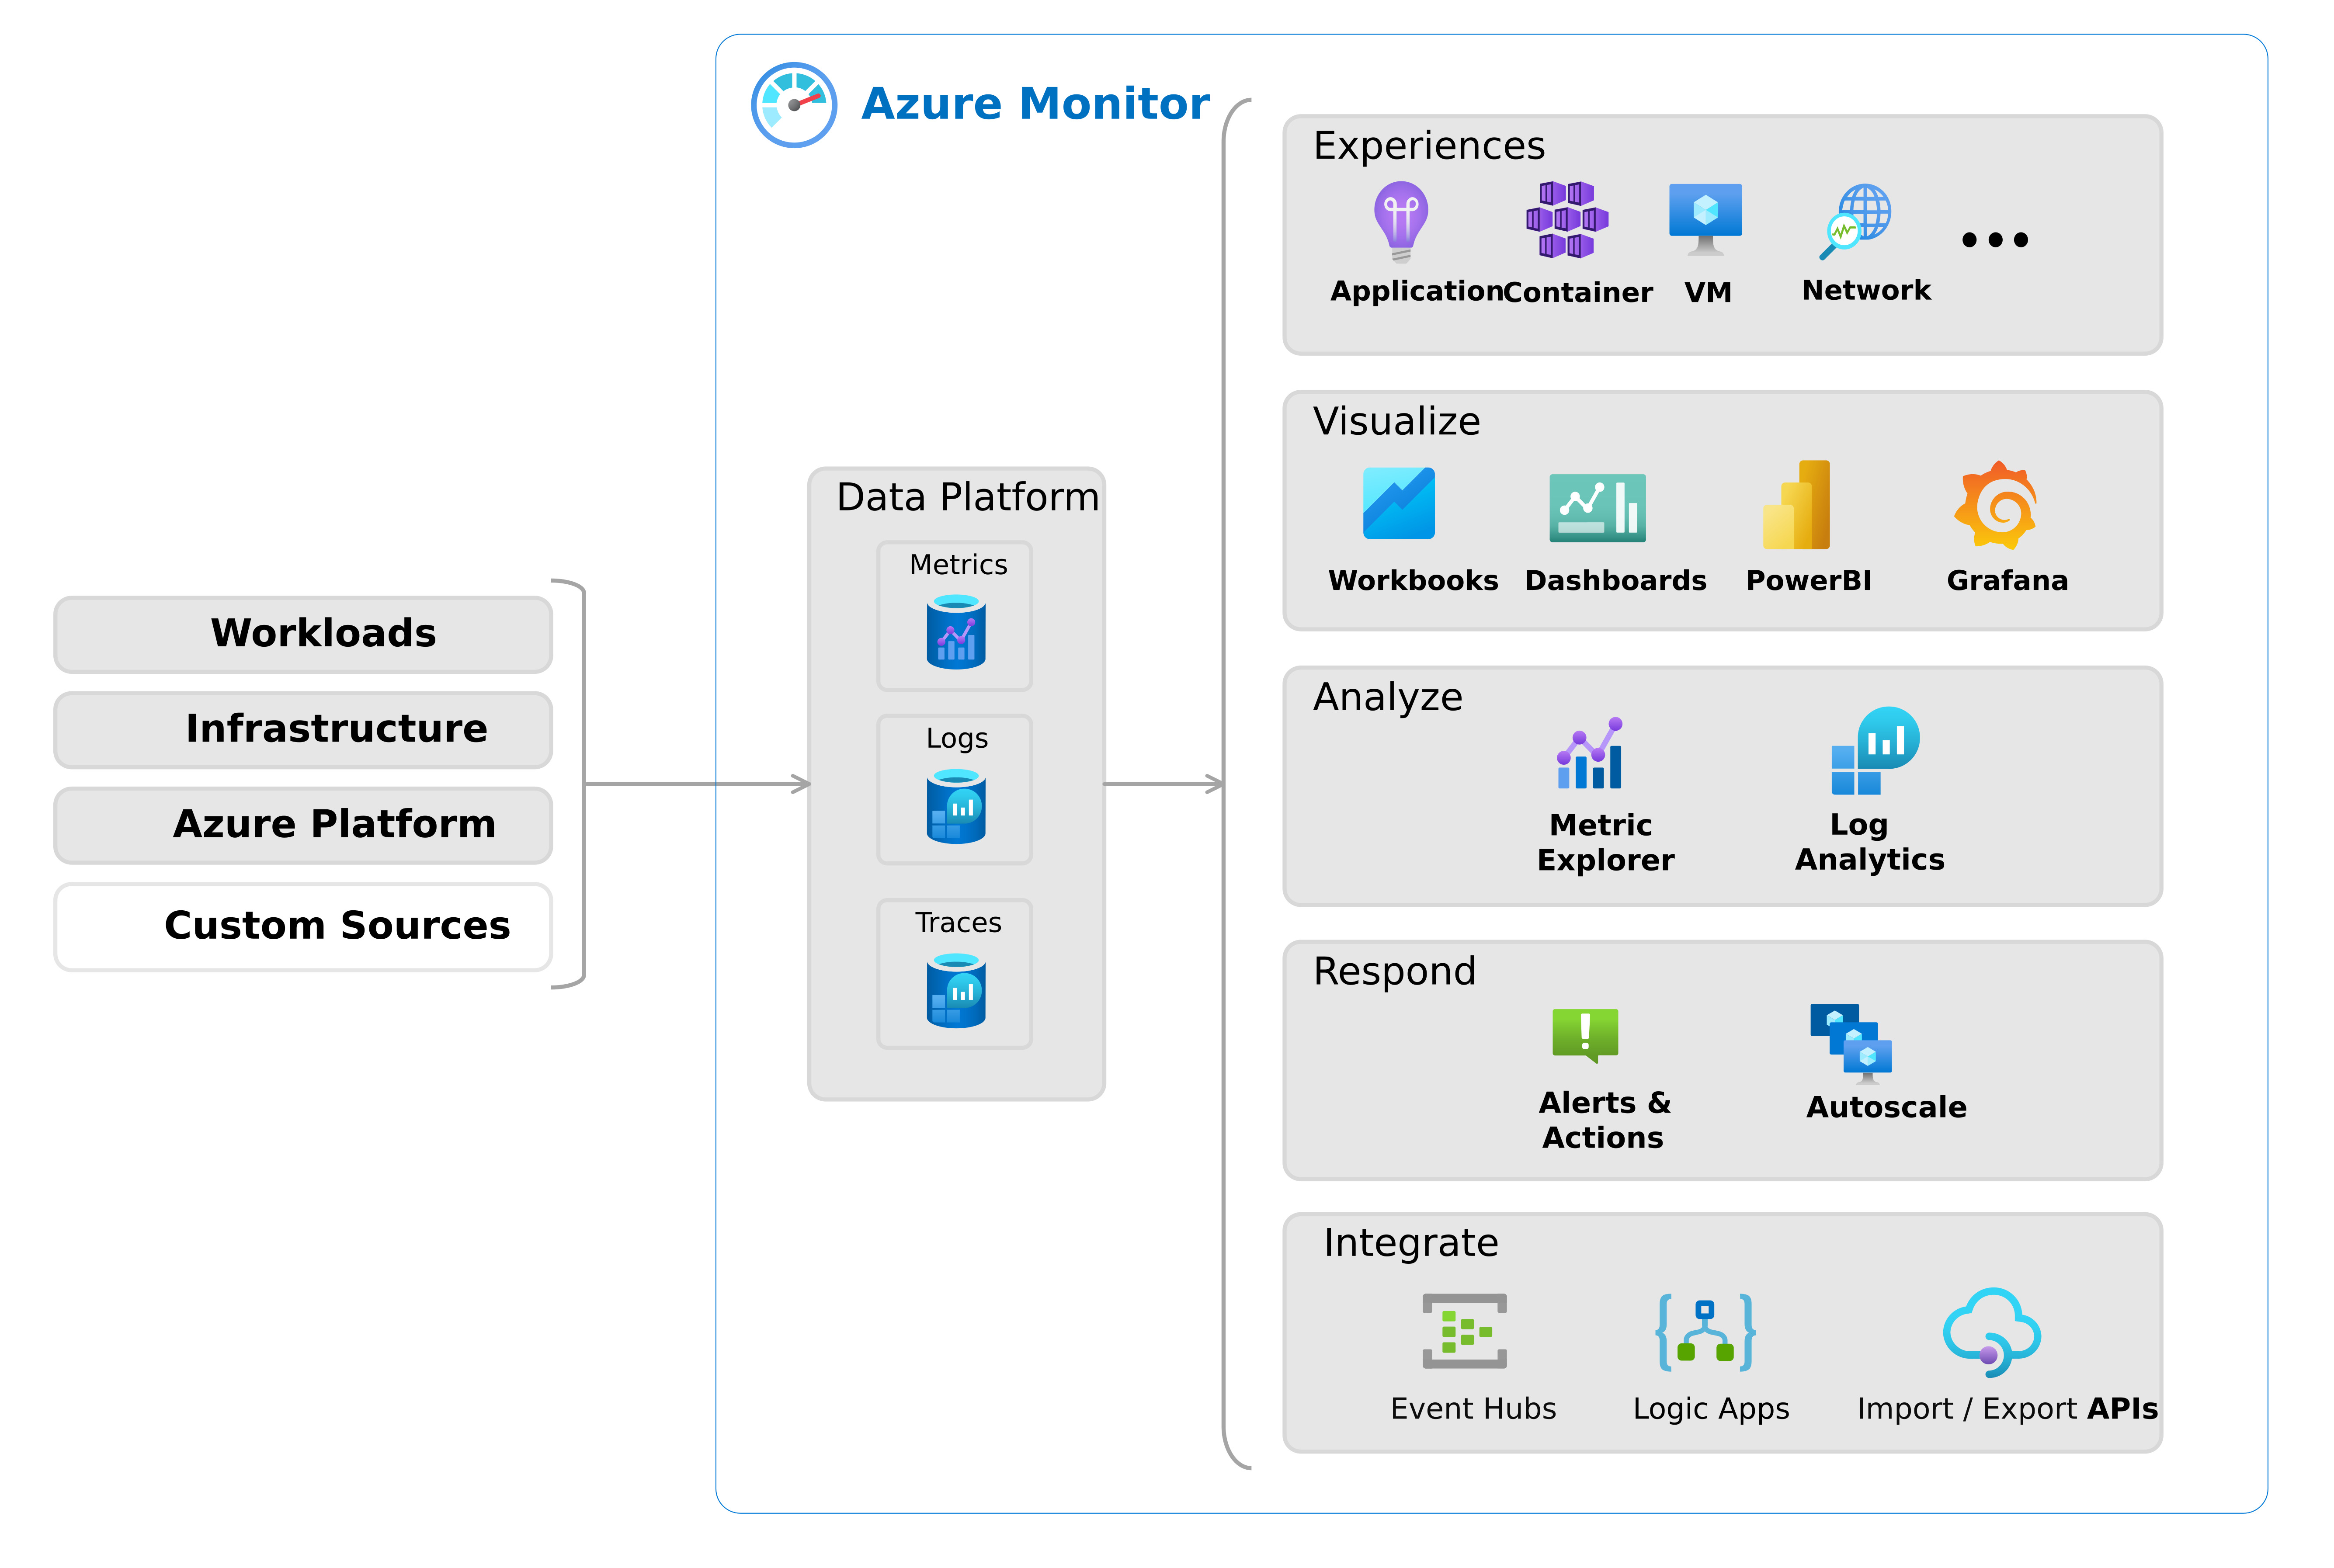 Azure Monitor
Workloads
Infrastructure
Azure Platform
Custom Sources
Data Platform
Metrics
Logs
Traces
Experiences
Application Container VM Network
Visualize
Workbooks Dashboards PowerBI Grafana
Analyze
Metric
Explorer
Log
Analytics
Respond
Alerts &
Actions
Autoscale
Integrate
Event Hubs Logic Apps Import / Export APIs